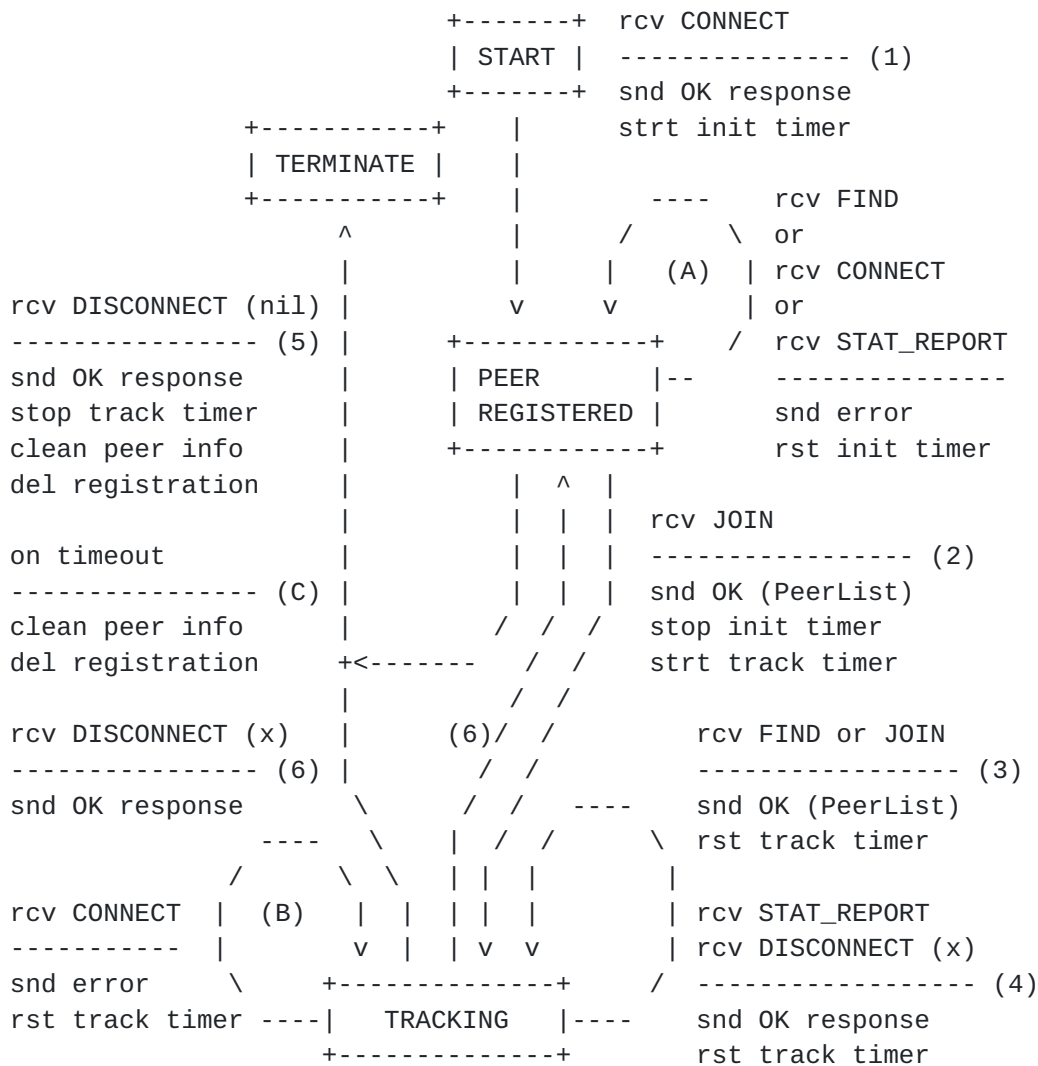 +-------+  rcv CONNECT
                            | START |  --------------- (1)
                            +-------+  snd OK response
               +-----------+    |      strt init timer
               | TERMINATE |    |
               +-----------+    |        ----    rcv FIND
                     ^          |      /      \  or
                     |          |     |   (A)  | rcv CONNECT
rcv DISCONNECT (nil) |          v     v        | or
---------------- (5) |      +------------+    /  rcv STAT_REPORT
snd OK response      |      | PEER       |--     ---------------
stop track timer     |      | REGISTERED |       snd error
clean peer info      |      +------------+       rst init timer
del registration     |          |  ^  |
                     |          |  |  |  rcv JOIN
on timeout           |          |  |  |  ----------------- (2)
---------------- (C) |          |  |  |  snd OK (PeerList)
clean peer info      |         /  /  /   stop init timer
del registration     +<-------   /  /    strt track timer
                     |          /  /
rcv DISCONNECT (x)   |      (6)/  /         rcv FIND or JOIN
---------------- (6) |        /  /          ----------------- (3)
snd OK response       \      /  /   ----    snd OK (PeerList)
                ----   \    |  / /      \  rst track timer
              /      \  \   | |  |        |
rcv CONNECT  |  (B)   |  |  | |  |        | rcv STAT_REPORT
-----------  |        v  |  | v  v        | rcv DISCONNECT (x)
snd error     \     +--------------+     /  ------------------ (4)
rst track timer ----|   TRACKING   |----    snd OK response
                    +--------------+        rst track timer